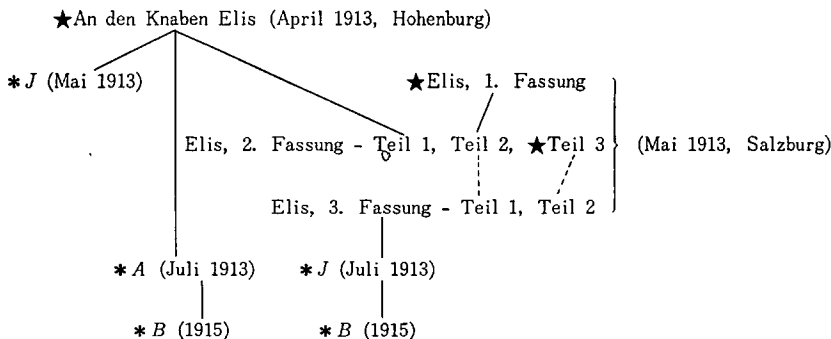 ★An den Knaben Elis (April 1913, Hohenburg)
*J (Mai 1913)
★Elis, 1. Fassung
Elis, 2. Fassung - Teil 1, Teil 2, ★Teil 3
(Mai 1913, Salzburg)
Elis, 3. Fassung - Teil 1, Teil 2
*A (Juli 1913) *J (Juli 1913)
*B (1915) *B (1915)